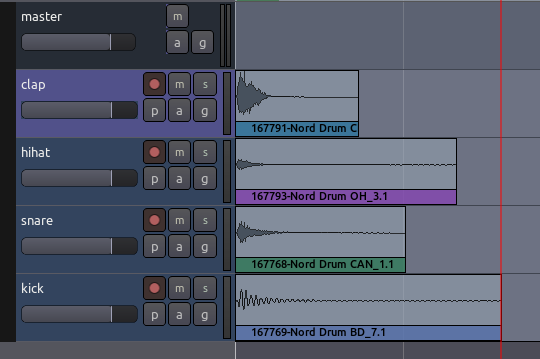 master
m
a g
clap
m s
p a g
167791-Nord Drum C
hihat
m s
p a g
167793-Nord Drum OH_3.1
snare
m s
p a g
167768-Nord Drum CAN_1.1
kick
m s
p a g
167769-Nord Drum BD_7.1